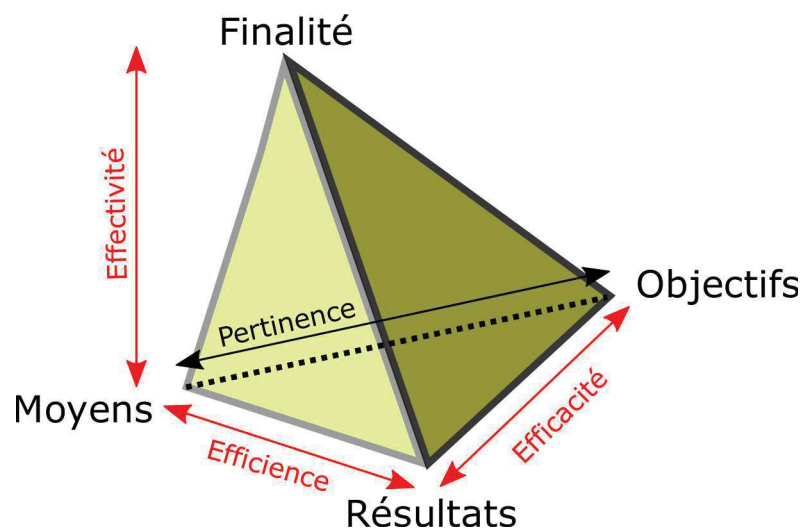 Finalité
Effectivité
Pertinence
Objectifs
Moyens
Efficience
Efficacité
Résultats